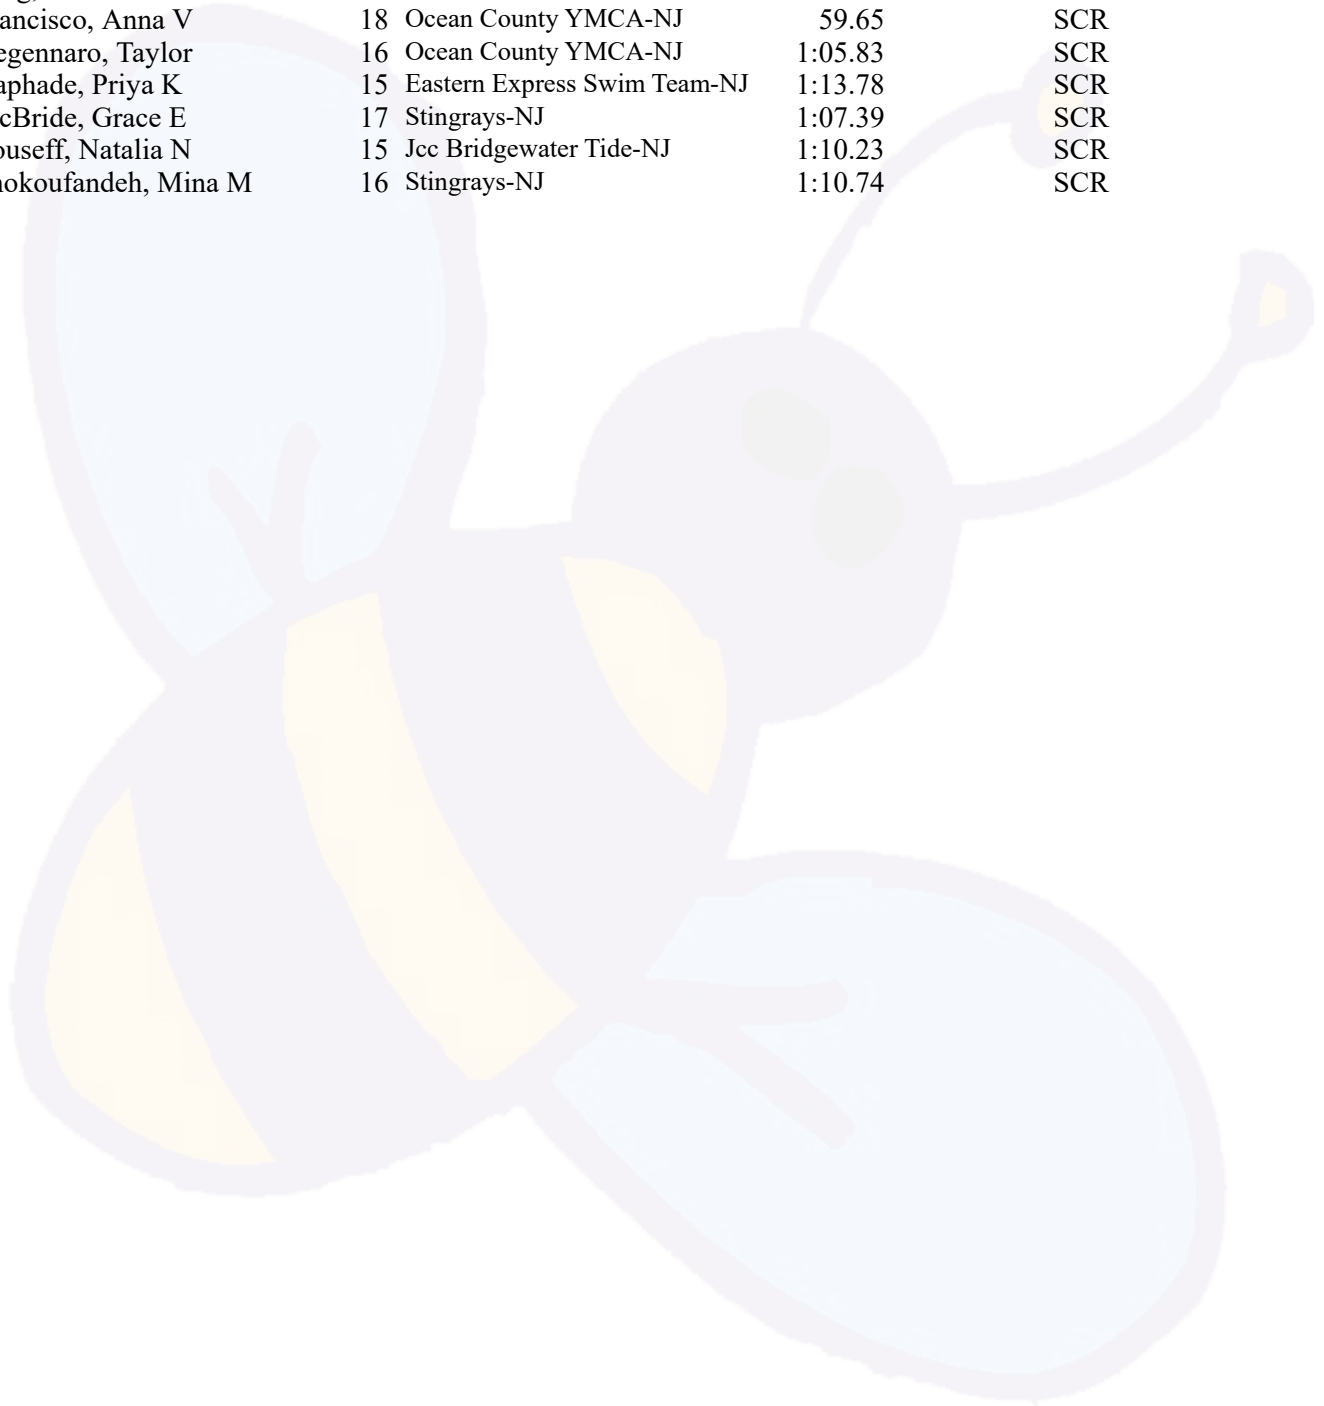 ancisco, Anna V 18 Ocean County YMCA-NJ 59.65 SCR
egennaro, Taylor 16 Ocean County YMCA-NJ 1:05.83 SCR
aphade, Priya K 15 Eastern Express Swim Team-NJ 1:13.78 SCR
cBride, Grace E 17 Stingrays-NJ 1:07.39 SCR
ouseff, Natalia N 15 Jcc Bridgewater Tide-NJ 1:10.23 SCR
hokoufandeh, Mina M 16 Stingrays-NJ 1:10.74 SCR